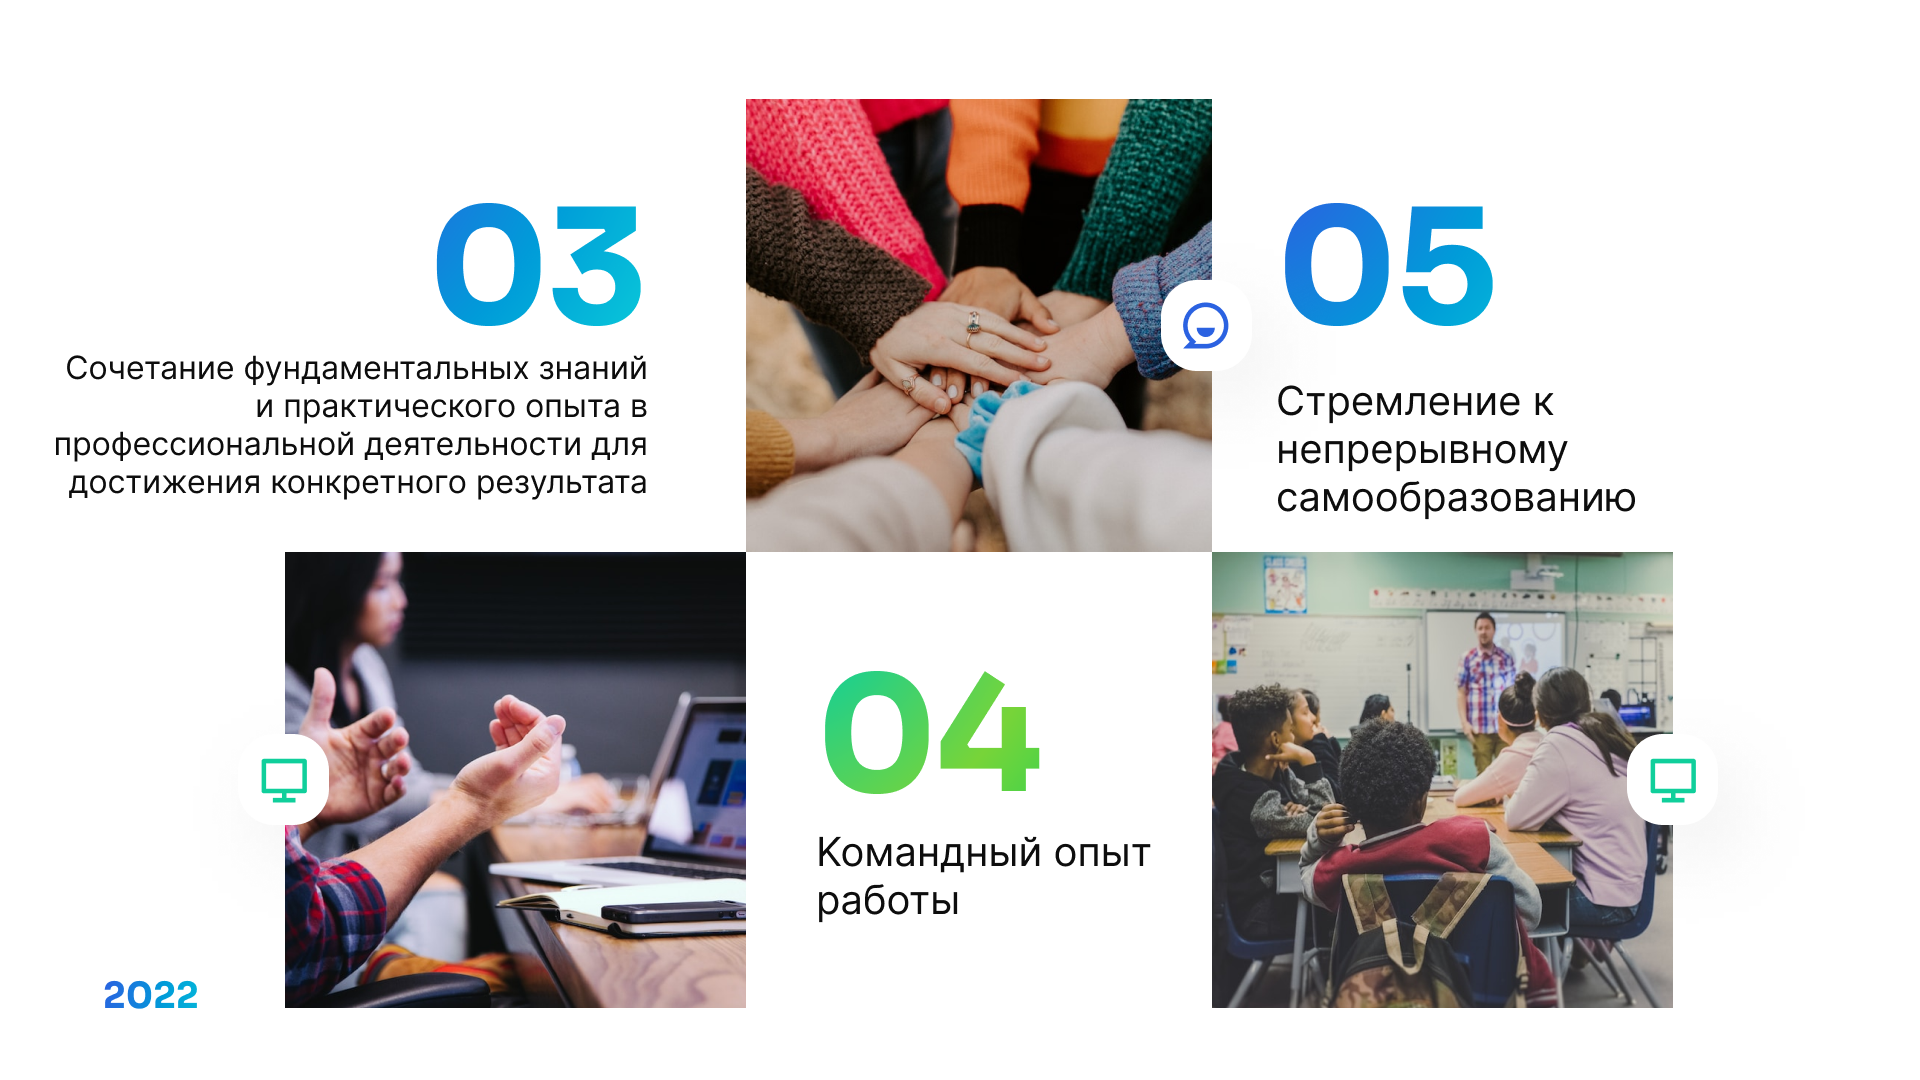 03
Сочетание фундаментальных знаний
и практического опыта в
профессиональной деятельности для
достижения конкретного результата
05
Стремление к
непрерывному
самообразованию
04
Командный опыт
работы
2022